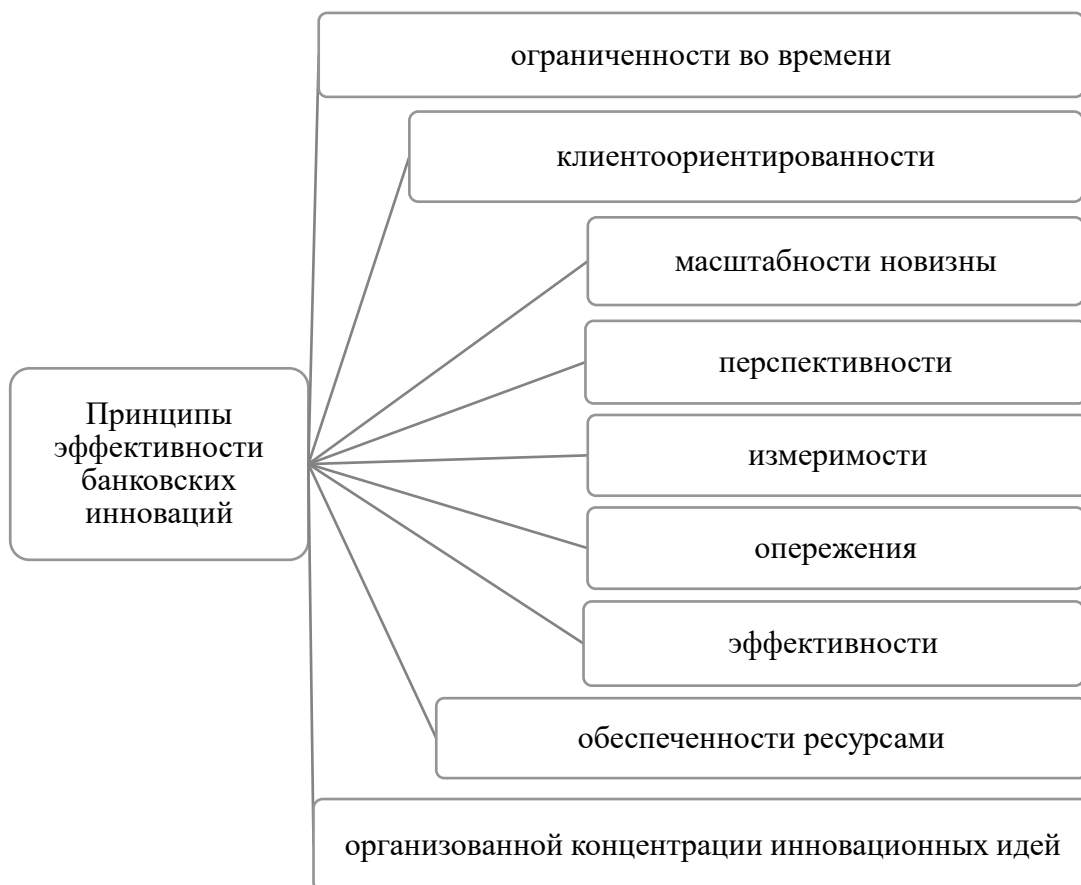 ограниченности во времени
клиентоориентированности
масштабности новизны
перспективности
Принципы
эффективности
банковских
инноваций
измеримости
опережения
эффективности
обеспеченности ресурсами
организованной концентрации инновационных идей